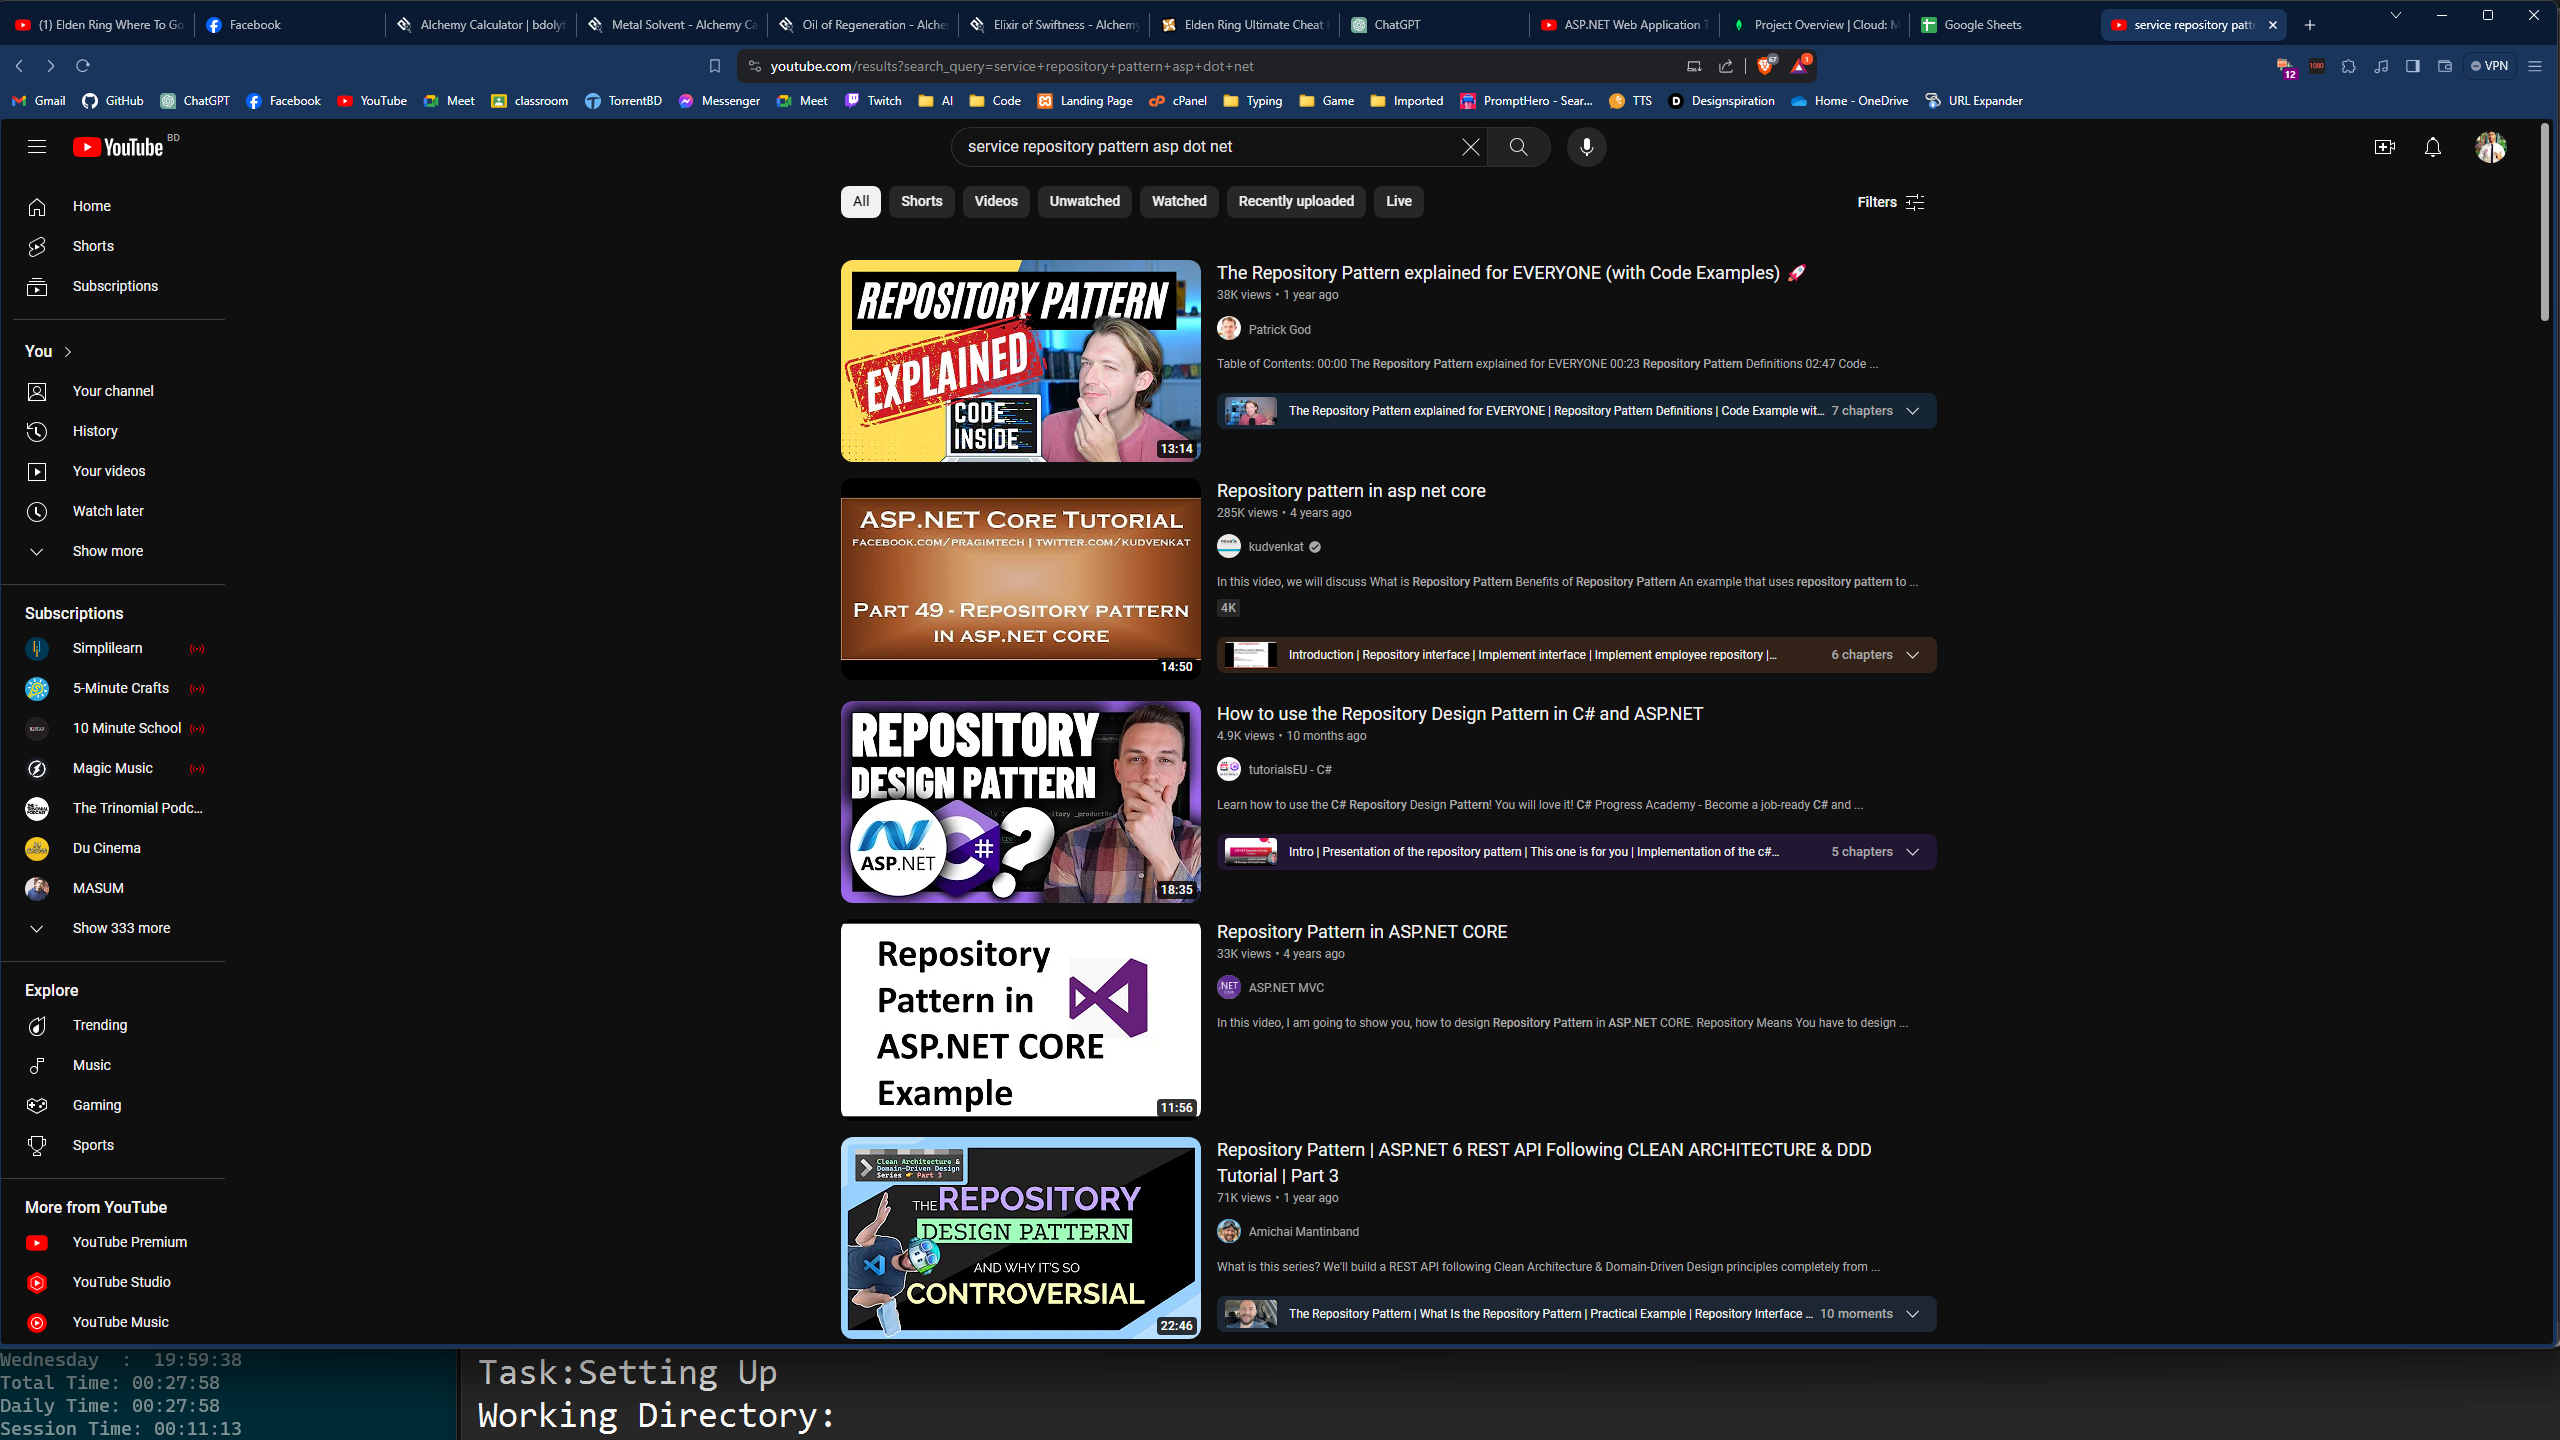 (1) Elden Ring Where To Go
Facebook
Alchemy Calculator | bdolyt
Metal Solvent - Alchemy Ca
Oil of Regeneration - Alche
Elixir of Swiftness - Alchemy
Elden Ring Ultimate Cheat
ChatGPT
ASP.NET Web Application T
Project Overview | Cloud: M
Google Sheets
service repository patte
youtube.com/results?search_query=service+repository+pattern+asp+dot+net
67
1
12
1080
VPN
Gmail
GitHub
ChatGPT
Facebook
YouTube
Meet
classroom
TorrentBD
Messenger
Meet
Twitch
AI
Code
Landing Page
cPanel
Typing
Game
Imported
PromptHero - Sear...
TTS
Designspiration
Home - OneDrive
URL Expander
YouTube BD
service repository pattern asp dot net
Home
Shorts
Subscriptions
You
Your channel
History
Your videos
Watch later
Show more
Subscriptions
Simplilearn
5-Minute Crafts
10 Minute School
Magic Music
The Trinomial Podc...
Du Cinema
MASUM
Show 333 more
Explore
Trending
Music
Gaming
Sports
More from YouTube
YouTube Premium
YouTube Studio
YouTube Music
All
Shorts
Videos
Unwatched
Watched
Recently uploaded
Live
Filters
REPOSITORY PATTERN
EXPLAINED
CODE
INSIDE
13:14
The Repository Pattern explained for EVERYONE (with Code Examples) 🚀
38K views • 1 year ago
Patrick God
Table of Contents: 00:00 The Repository Pattern explained for EVERYONE 00:23 Repository Pattern Definitions 02:47 Code ...
The Repository Pattern explained for EVERYONE | Repository Pattern Definitions | Code Example wit... 7 chapters
ASP.NET Core Tutorial
facebook.com/pragimtech | twitter.com/kudvenkat
Part 49 - Repository pattern
in asp.net core
14:50
Repository pattern in asp net core
285K views • 4 years ago
kudvenkat
In this video, we will discuss What is Repository Pattern Benefits of Repository Pattern An example that uses repository pattern to ...
4K
Introduction | Repository interface | Implement interface | Implement employee repository |... 6 chapters
REPOSITORY
DESIGN PATTERN
ASP.NET
C#
?
18:35
How to use the Repository Design Pattern in C# and ASP.NET
4.9K views • 10 months ago
tutorialsEU - C#
Learn how to use the C# Repository Design Pattern! You will love it! C# Progress Academy - Become a job-ready C# and ...
Intro | Presentation of the repository pattern | This one is for you | Implementation of the c#... 5 chapters
Repository
Pattern in
ASP.NET CORE
Example
11:56
Repository Pattern in ASP.NET CORE
33K views • 4 years ago
.NET
ASP.NET MVC
In this video, I am going to show you, how to design Repository Pattern in ASP.NET CORE. Repository Means You have to design ...
Clean Architecture &
Domain-Driven Design
Series Part 3
THE REPOSITORY
DESIGN PATTERN
AND WHY IT'S SO
CONTROVERSIAL
22:46
Repository Pattern | ASP.NET 6 REST API Following CLEAN ARCHITECTURE & DDD
Tutorial | Part 3
71K views • 1 year ago
Amichai Mantinband
What is this series? We'll build a REST API following Clean Architecture & Domain-Driven Design principles completely from ...
The Repository Pattern | What Is the Repository Pattern | Practical Example | Repository Interface ... 10 moments
Wednesday : 19:59:38
Total Time: 00:27:58
Daily Time: 00:27:58
Session Time: 00:11:13
Task:Setting Up
Working Directory: